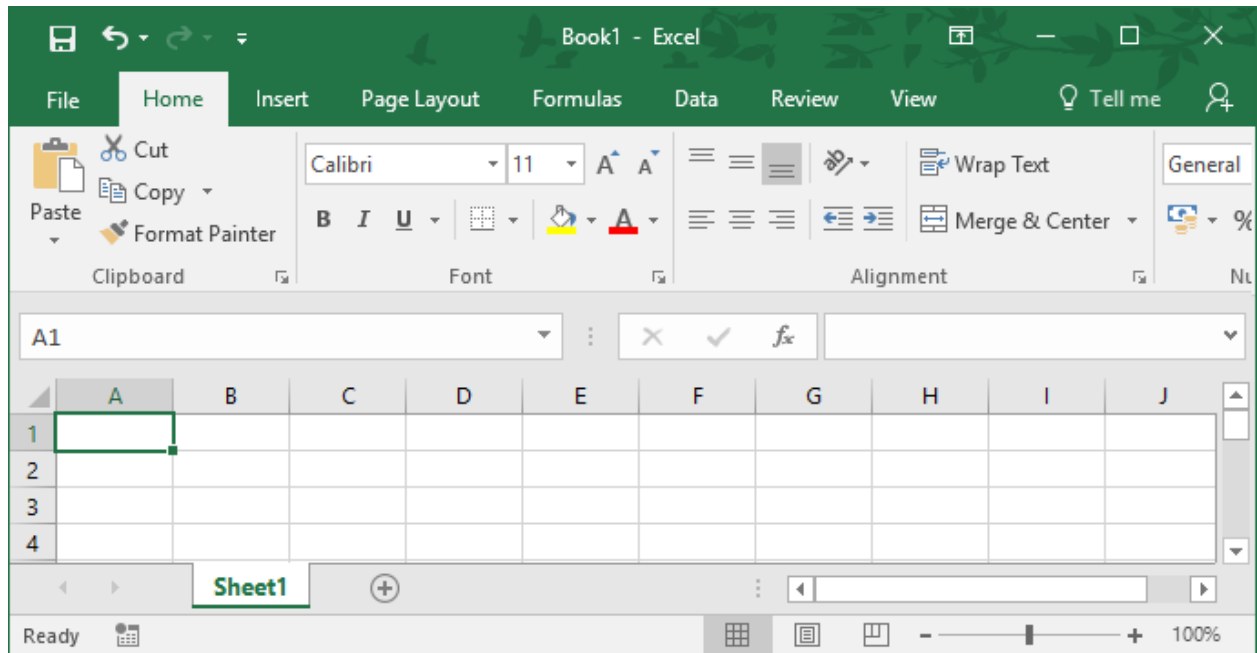 Book1 - Excel
File Home Insert Page Layout Formulas Data Review View Tell me
Cut
Calibri 11 A A Wrap Text General
Copy
Paste
B I U A Merge & Center %
Format Painter
Clipboard Font Alignment
A1 fx
A B C D E F G H I J
1
2
3
4
Sheet1
Ready 100%